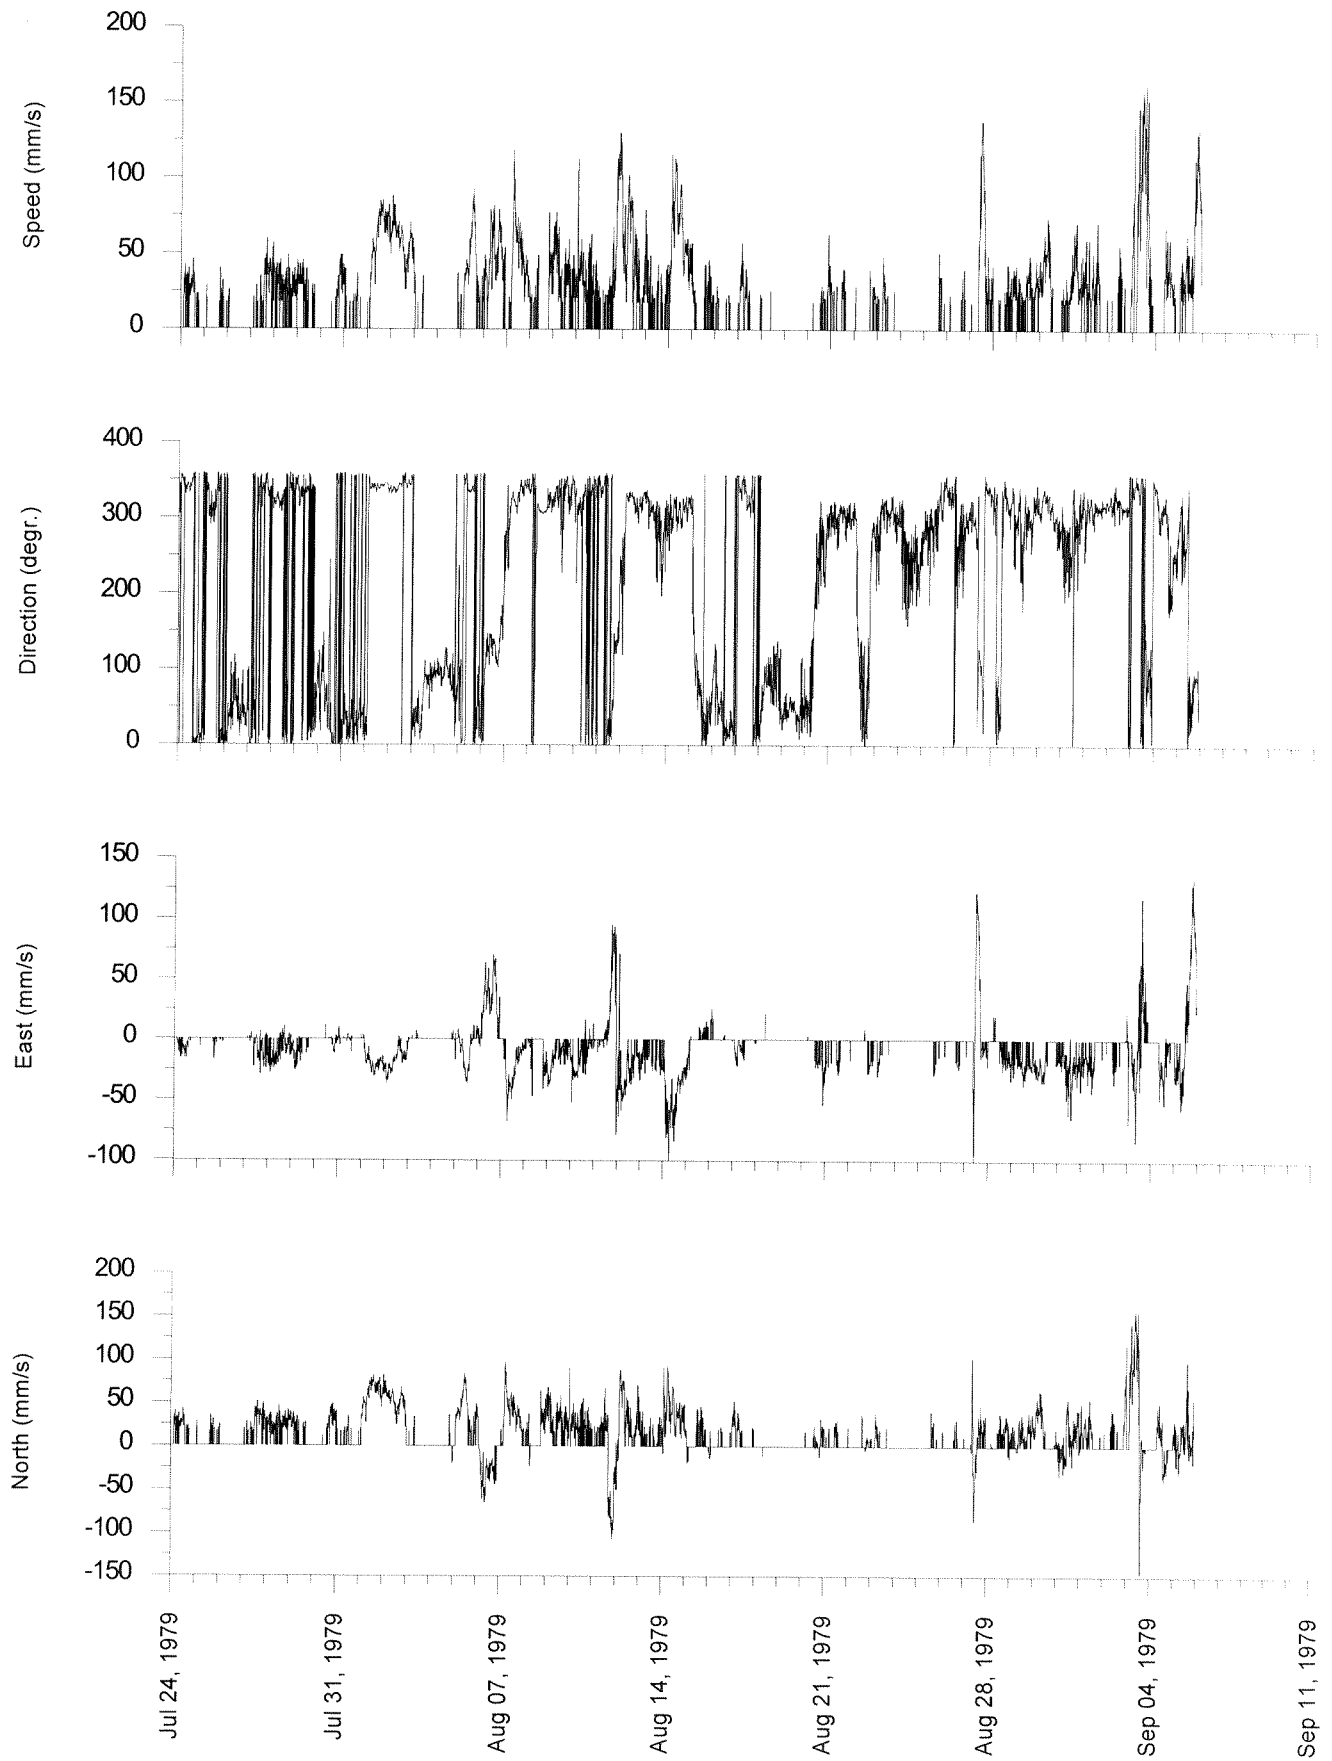 200
150
100
50
0
Speed (mm/s)
400
300
200
100
0
Direction (degr.)
150
100
50
0
-50
-100
East (mm/s)
200
150
100
50
0
-50
-100
-150
North (mm/s)
Jul 24, 1979
Jul 31, 1979
Aug 07, 1979
Aug 14, 1979
Aug 21, 1979
Aug 28, 1979
Sep 04, 1979
Sep 11, 1979